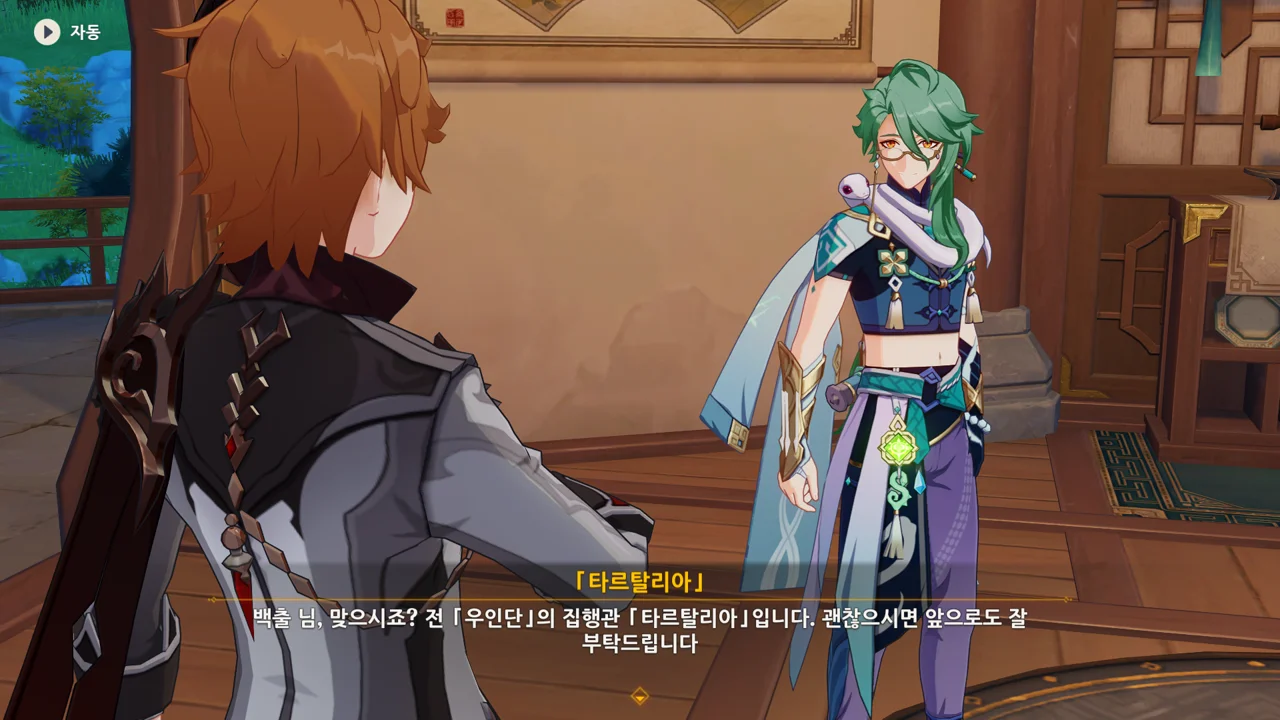 자동
「타르탈리아」
백출 님, 맞으시죠? 전 「우인단」의 집행관 「타르탈리아」입니다. 괜찮으시면 앞으로도 잘
부탁드립니다